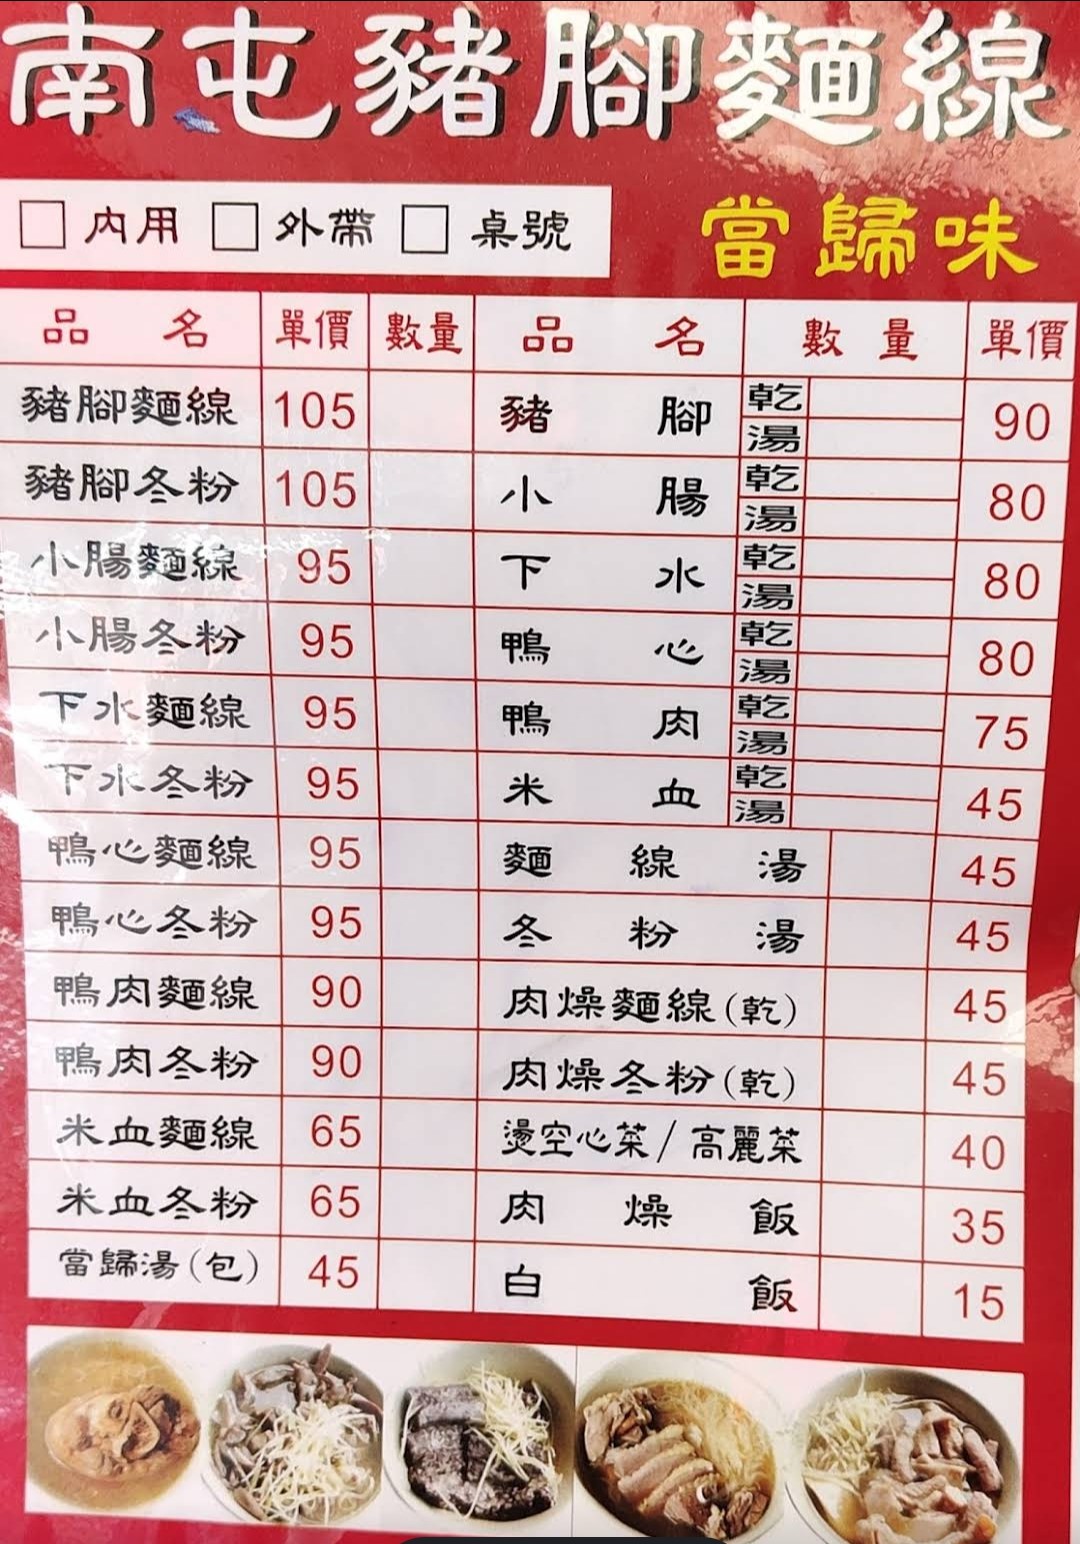 南屯豬腳麵線
□ 內用 □ 外帶 □ 桌號
當歸味
品名 單價 數量 品名 數量 單價
豬腳麵線 105 豬腳 乾 湯 90
豬腳冬粉 105 小腸 乾 湯 80
小腸麵線 95 下水 乾 湯 80
小腸冬粉 95 鴨心 乾 湯 80
下水麵線 95 鴨肉 乾 湯 75
下水冬粉 95 米血 乾 湯 45
鴨心麵線 95 麵線湯 45
鴨心冬粉 95 冬粉湯 45
鴨肉麵線 90 肉燥麵線(乾) 45
鴨肉冬粉 90 肉燥冬粉(乾) 45
米血麵線 65 燙空心菜/高麗菜 40
米血冬粉 65 肉燥飯 35
當歸湯(包) 45 白飯 15